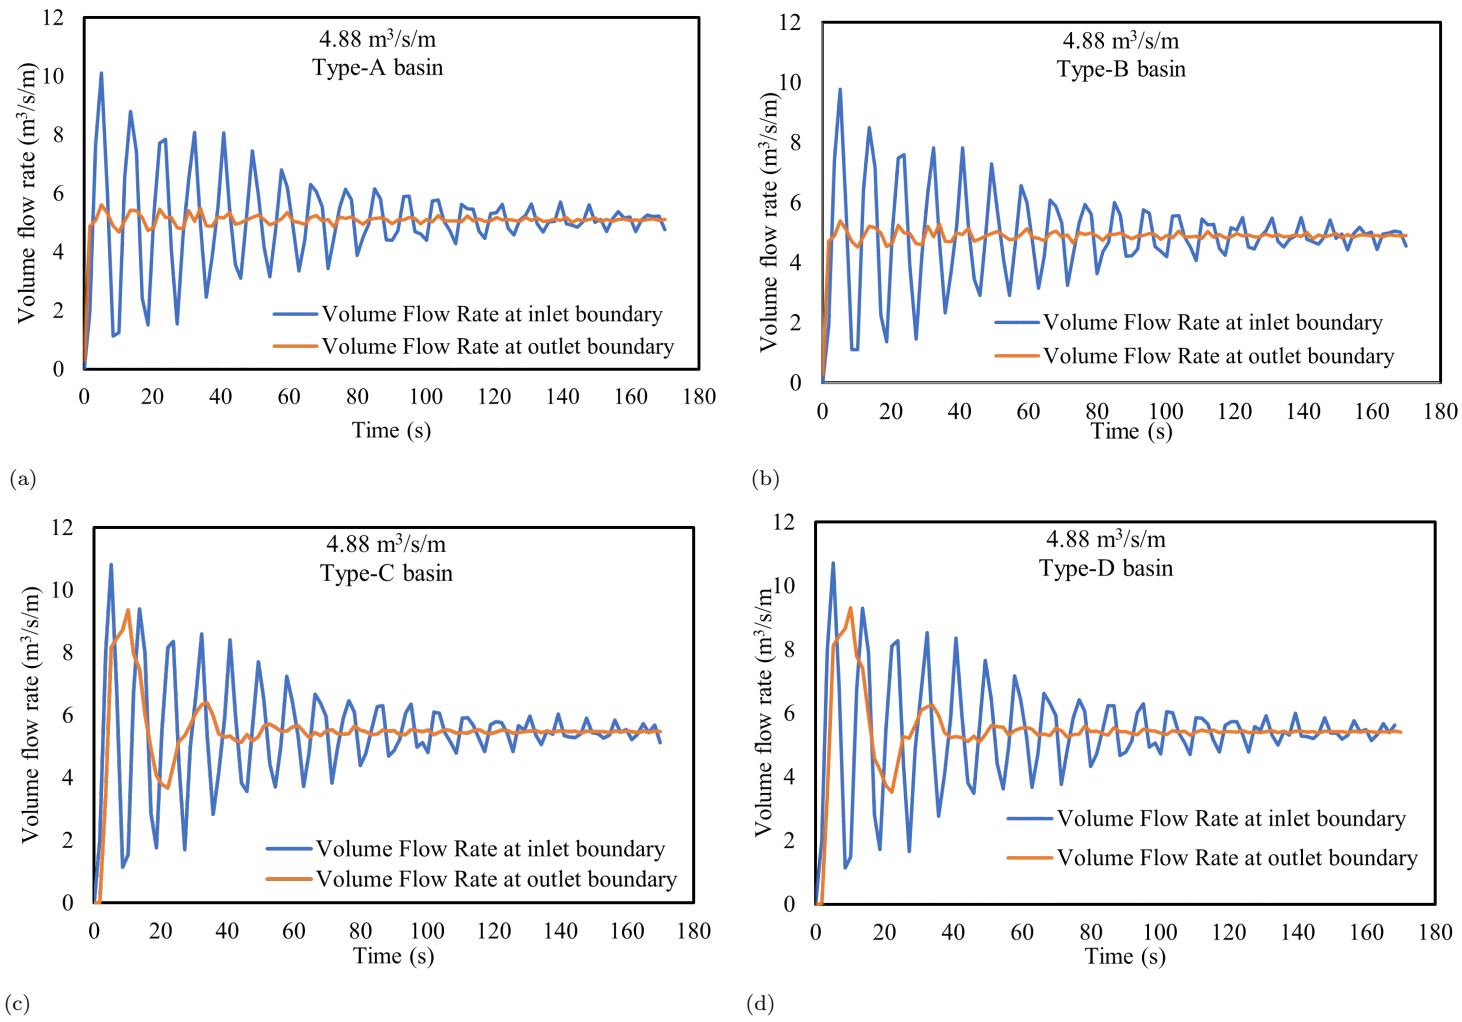 4.88 m³/s/m
Type-A basin
Volume flow rate (m³/s/m)
12
10
8
6
4
2
0
Volume Flow Rate at inlet boundary
Volume Flow Rate at outlet boundary
0 20 40 60 80 100 120 140 160 180
Time (s)
(a)
4.88 m³/s/m
Type-B basin
Volume flow rate (m³/s/m)
12
10
8
6
4
2
0
Volume Flow Rate at inlet boundary
Volume Flow Rate at outlet boundary
0 20 40 60 80 100 120 140 160 180
Time (s)
(b)
4.88 m³/s/m
Type-C basin
Volume flow rate (m³/s/m)
12
10
8
6
4
2
0
Volume Flow Rate at inlet boundary
Volume Flow Rate at outlet boundary
0 20 40 60 80 100 120 140 160 180
Time (s)
(c)
4.88 m³/s/m
Type-D basin
Volume flow rate (m³/s/m
12
10
8
6
4
2
0
Volume Flow Rate at inlet boundary
Volume Flow Rate at outlet boundary
0 20 40 60 80 100 120 140 160 180
Time (s)
(d)